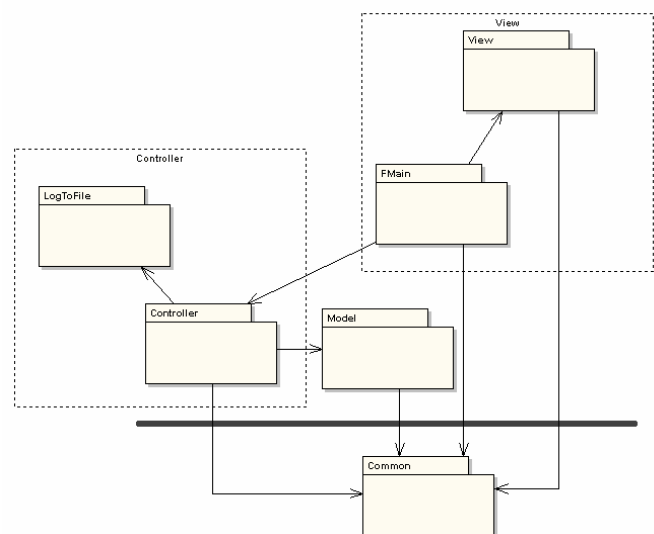 View
View
FMain
Controller
LogToFile
Controller
Model
Common